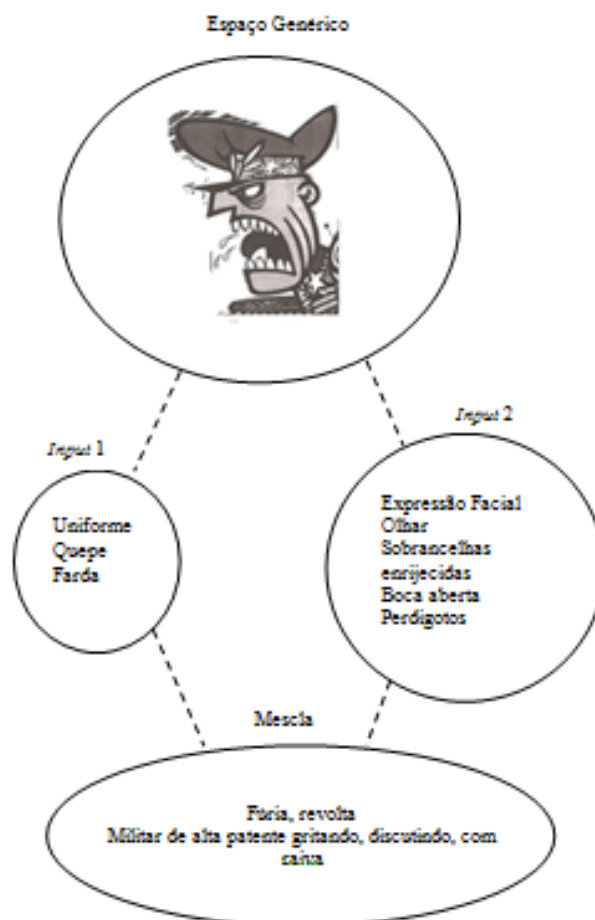 Espaço Genérico
Input 1
Input 2
Uniforme
Quepe
Farda
Expressão Facial
Olhar
Sobrancelhas
enrijecidas
Boca aberta
Perdigotos
Mescla
Fúria, revolta
Militar de alta patente gritando, discutindo, com
raiva